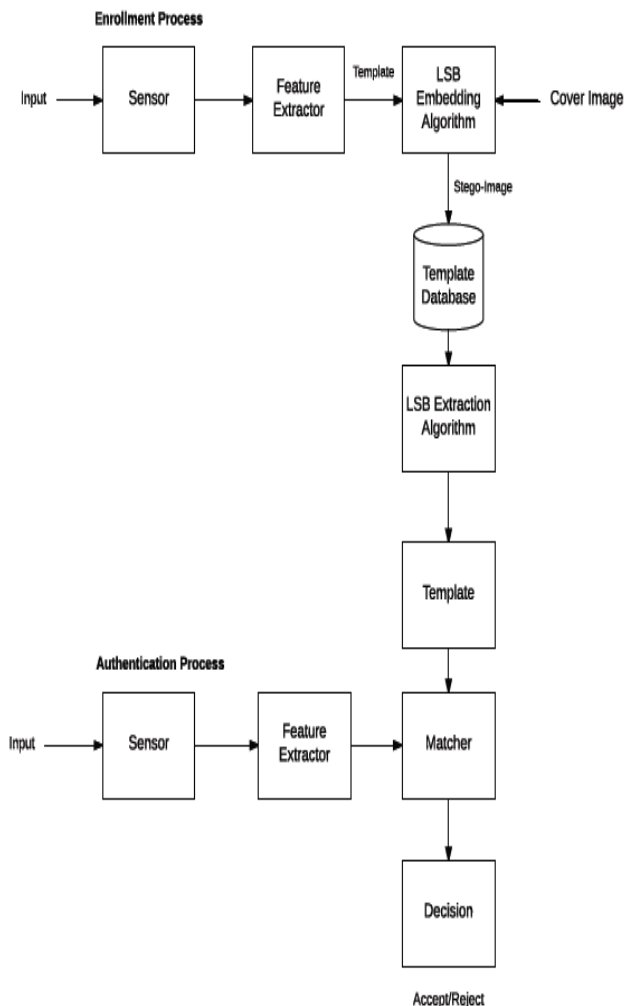 Enrollment Process
Input
Sensor
Feature
Extractor
Template
LSB
Embedding
Algorithm
Cover Image
Stego-Image
Template
Database
LSB Extraction
Algorithm
Template
Authentication Process
Input
Sensor
Feature
Extractor
Matcher
Decision
Accept/Reject